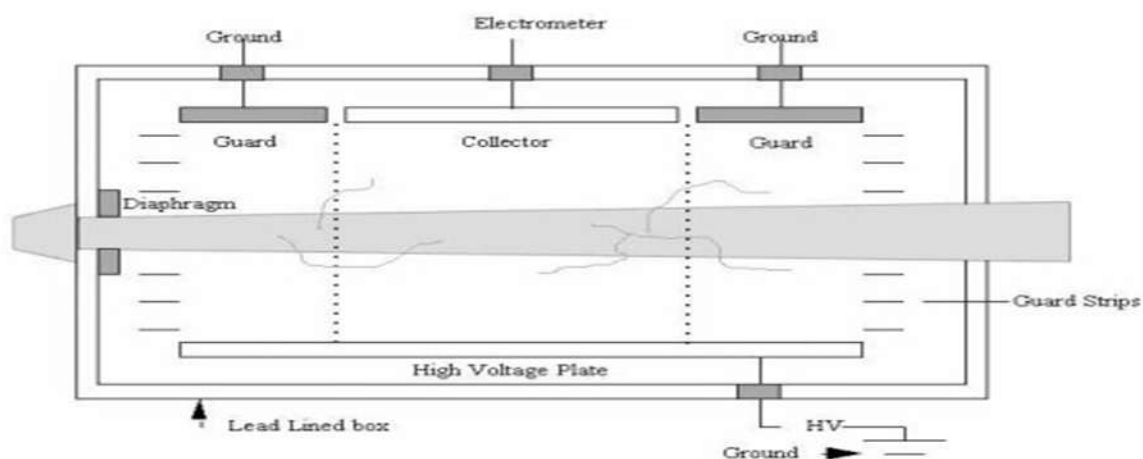 Electrometer
Ground
Ground
Guard
Collector
Guard
Diaphragm
Guard Strips
High Voltage Plate
Lead Lined box
HV
Ground